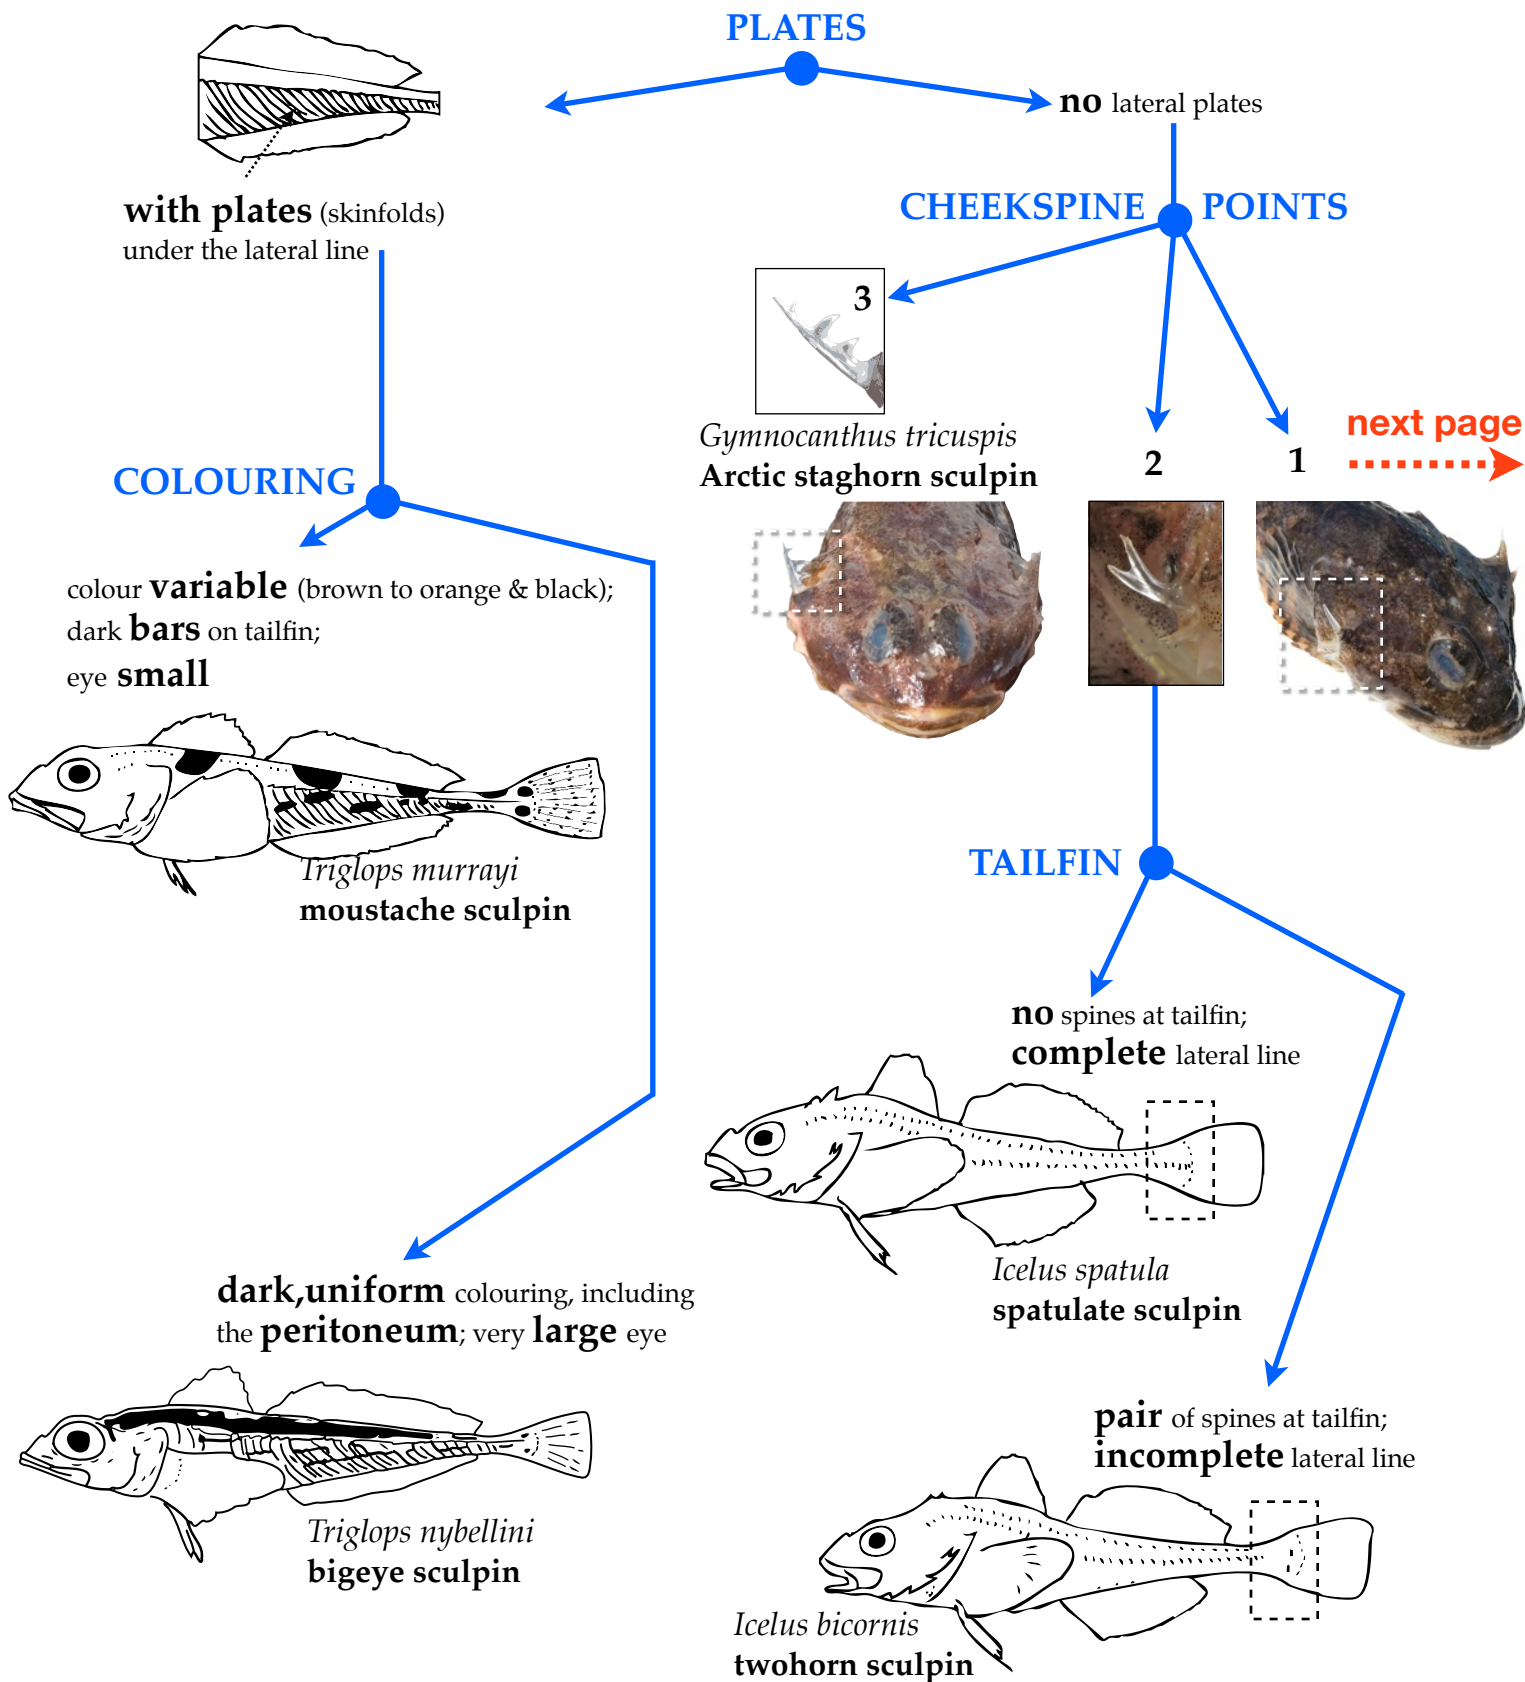 PLATES
no lateral plates
with plates (skinfolds)
under the lateral line
CHEEKSPINE POINTS
3
Gymnocanthus tricuspis
Arctic staghorn sculpin
2
1
next page
COLOURING
colour variable (brown to orange & black);
dark bars on tailfin;
eye small
Triglops murrayi
moustache sculpin
TAILFIN
no spines at tailfin;
complete lateral line
Icelus spatula
spatulate sculpin
dark,uniform colouring, including
the peritoneum; very large eye
Triglops nybellini
bigeye sculpin
pair of spines at tailfin;
incomplete lateral line
Icelus bicornis
twohorn sculpin